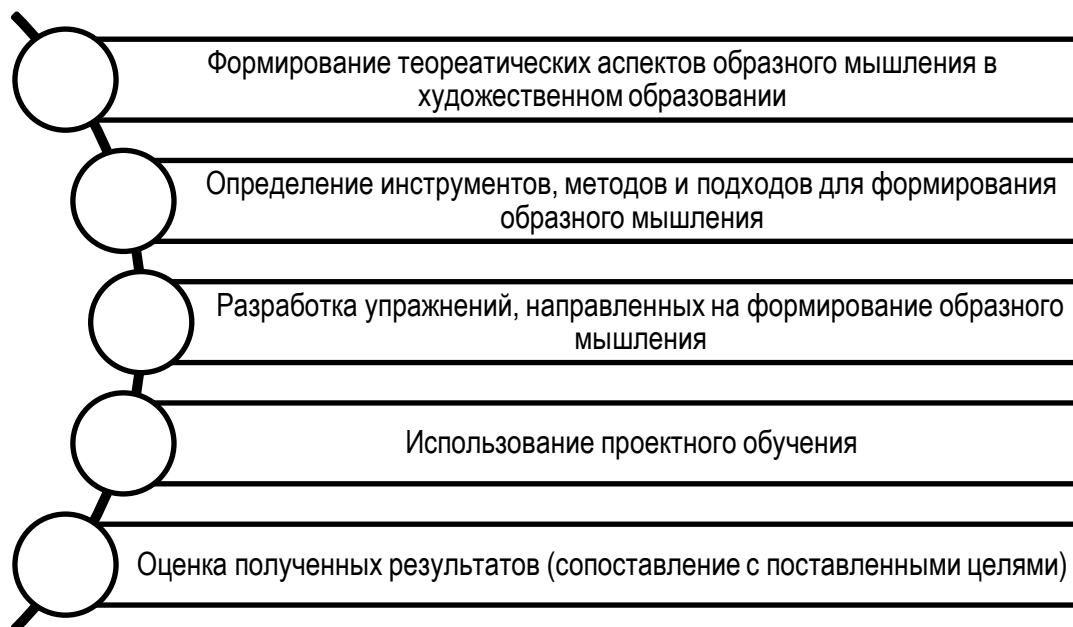 Формирование теореатических аспектов образного мышления в
художественном образовании
Определение инструментов, методов и подходов для формирования
образного мышления
Разработка упражнений, направленных на формирование образного
мышления
Использование проектного обучения
Оценка полученных результатов (сопоставление с поставленными целями)